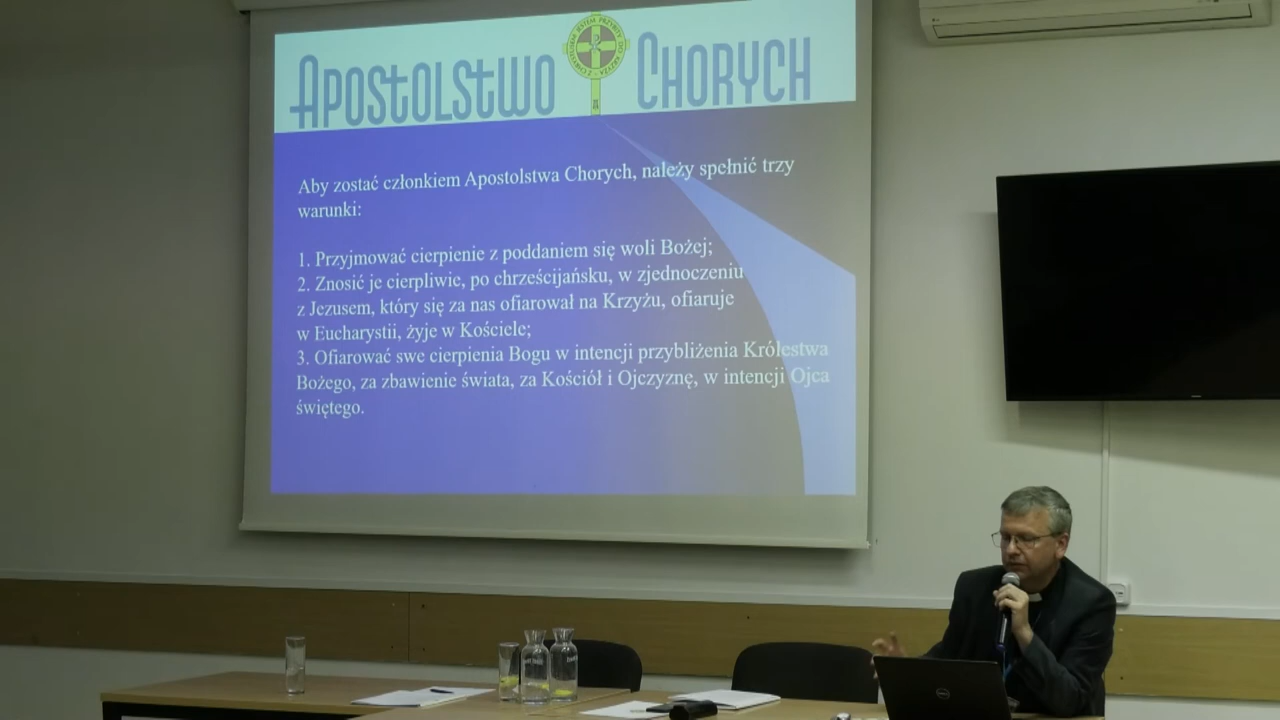 APOSTOLSTWO CHORYCH
Aby zostać członkiem Apostolstwa Chorych, należy spełnić trzy
warunki:
1. Przyjmować cierpienie z poddaniem się woli Bożej;
2. Znosić je cierpliwie, po chrześcijańsku, w zjednoczeniu
z Jezusem, który się za nas ofiarował na Krzyżu, ofiaruje
w Eucharystii, żyje w Kościele;
3. Ofiarować swe cierpienia Bogu w intencji przybliżenia Królestwa
Bożego, za zbawienie świata, za Kościół i Ojczyznę, w intencji Ojca
świętego.